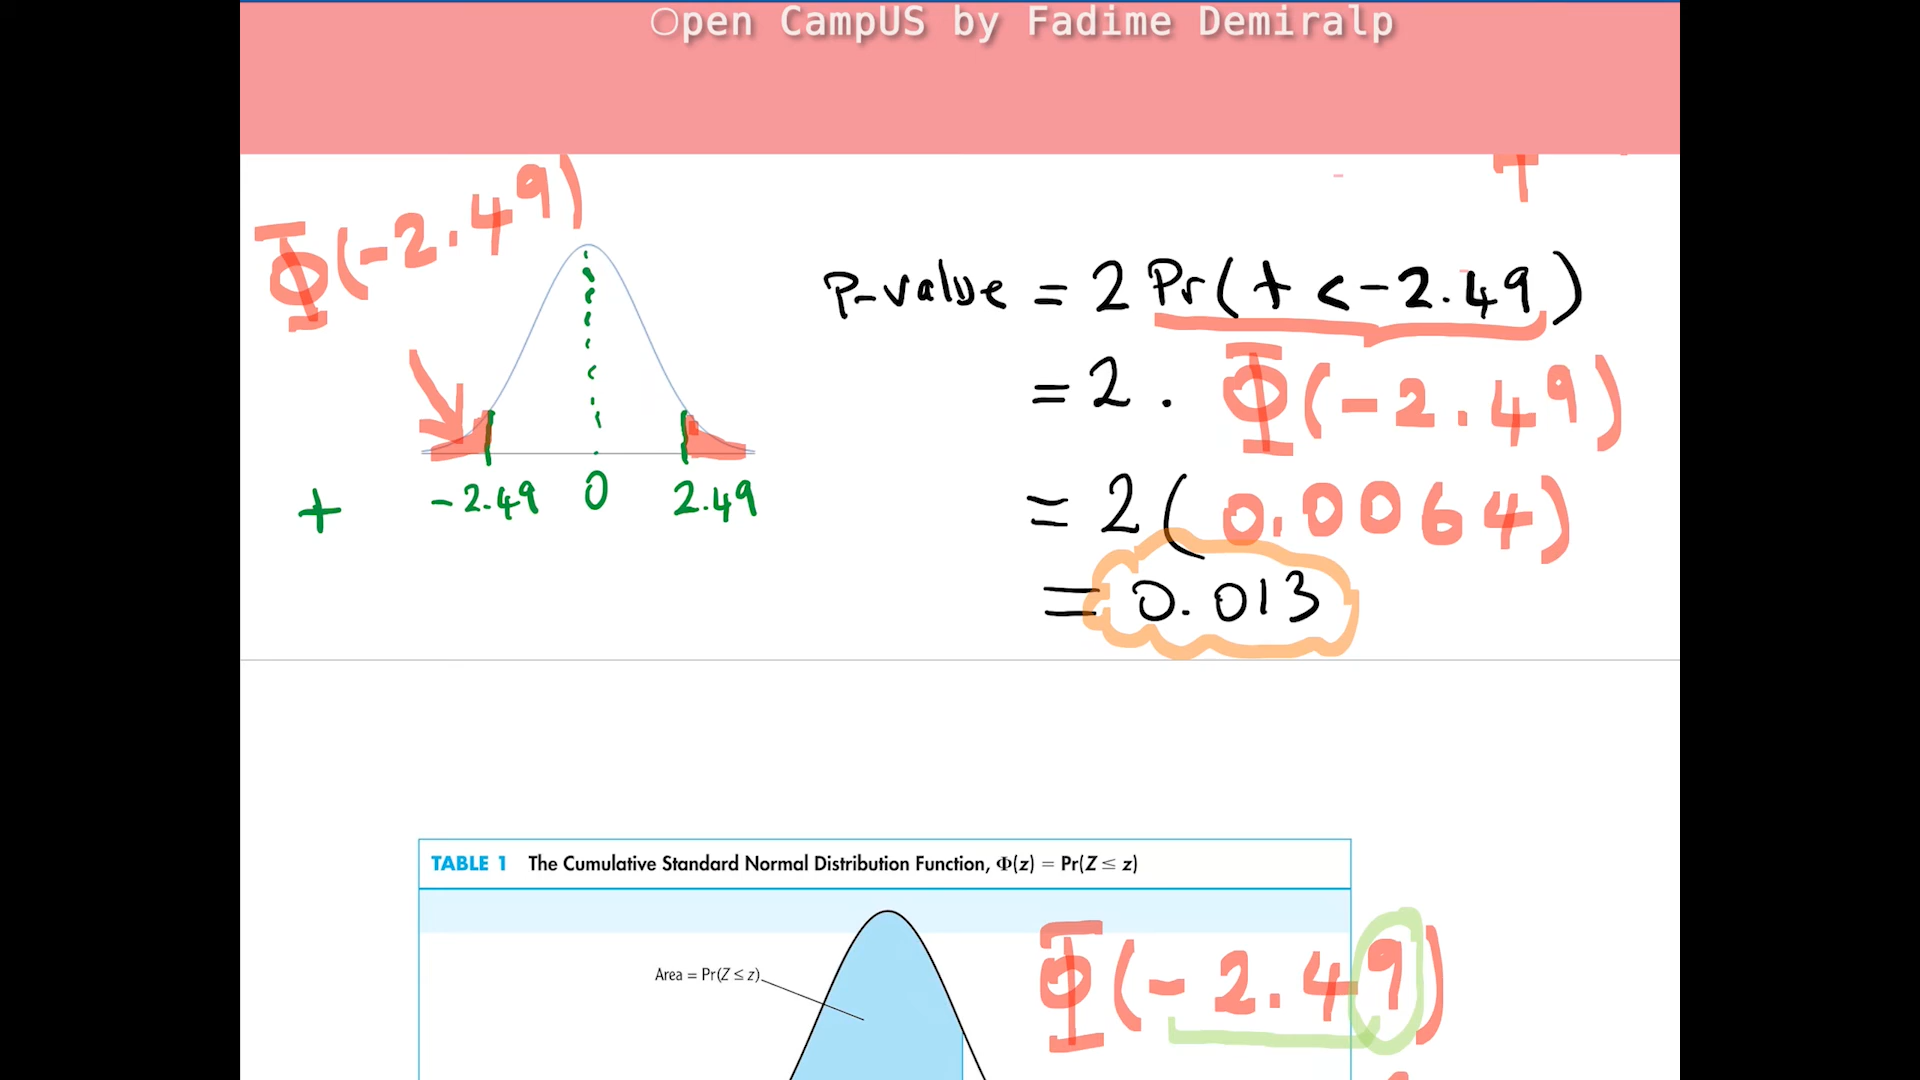 Open CampUS by Fadime Demiralp
Φ(-2.49)
P-value = 2 Pr(t < -2.49)
= 2 . Φ(-2.49)
= 2(0.0064)
= 0.013
t -2.49 0 2.49
TABLE 1 The Cumulative Standard Normal Distribution Function, Φ(z) = Pr(Z ≤ z)
Area = Pr(Z ≤ z)
Φ(-2.49)